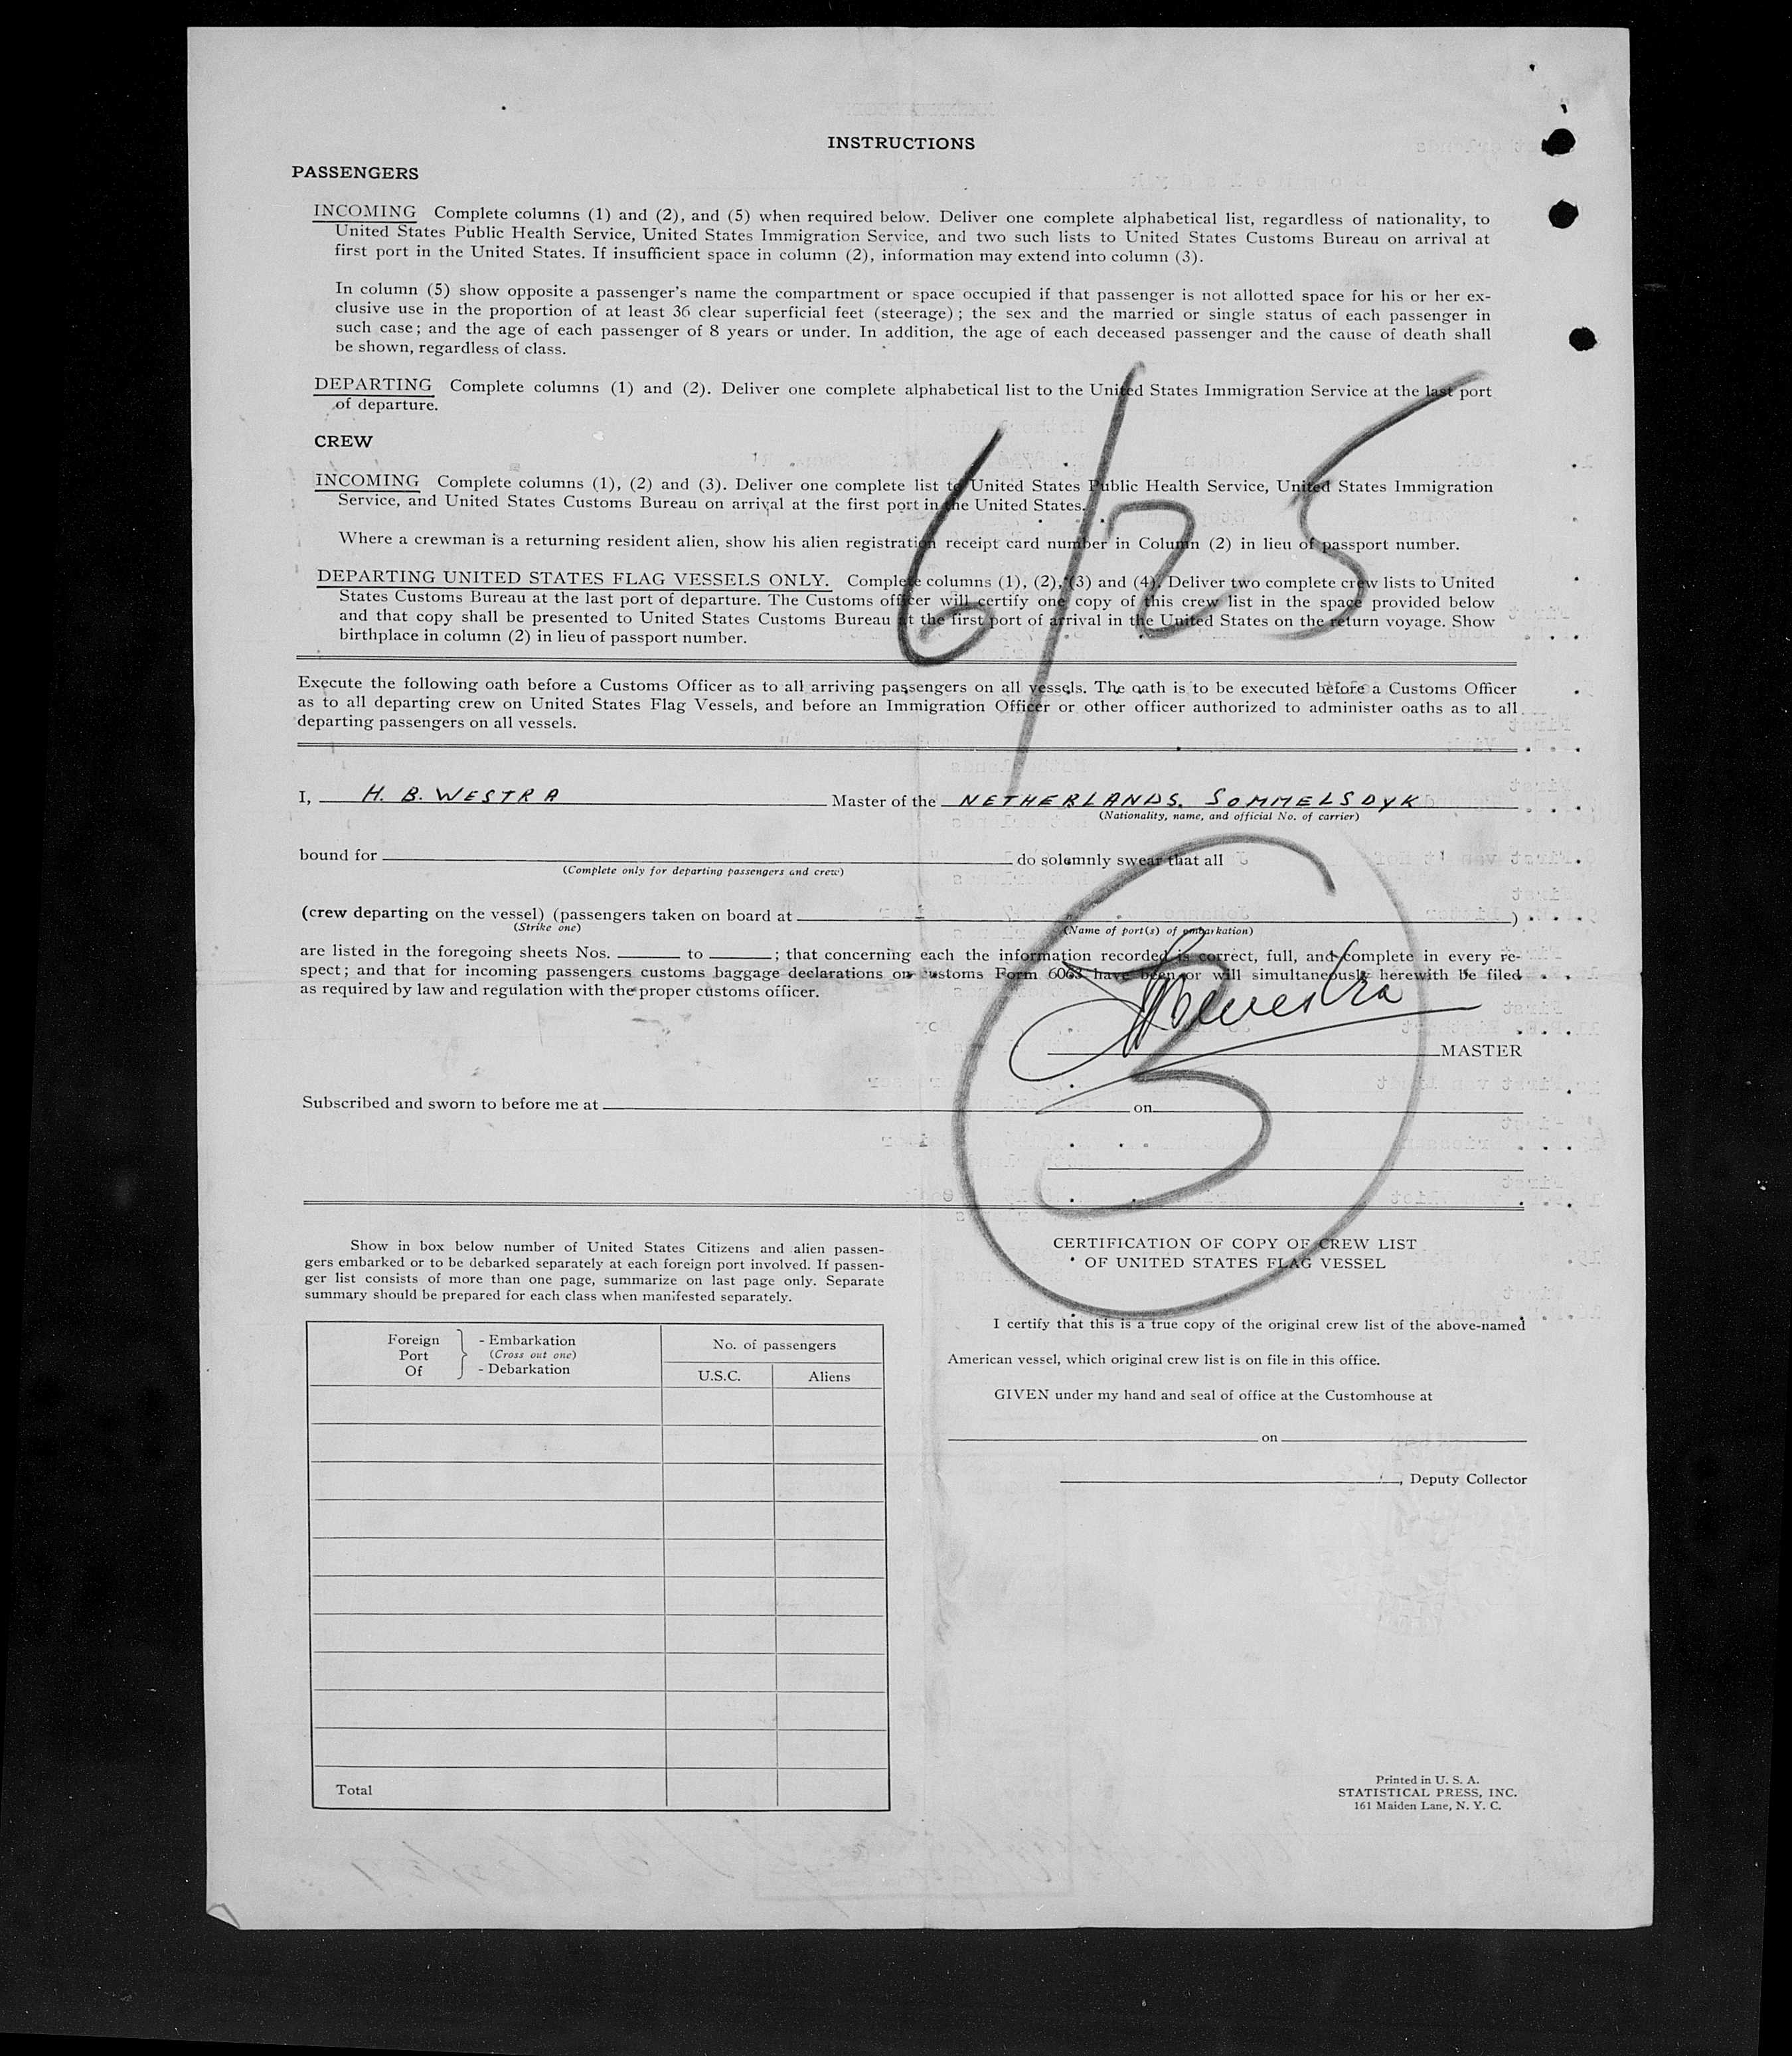 INSTRUCTIONS
PASSENGERS
INCOMING Complete columns (1) and (2), and (5) when required below. Deliver one complete alphabetical list, regardless of nationality, to
United States Public Health Service, United States Immigration Service, and two such lists to United States Customs Bureau on arrival at
first port in the United States. If insufficient space in column (2), information may extend into column (3).
In column (5) show opposite a passenger's name the compartment or space occupied if that passenger is not allotted space for his or her ex-
clusive use in the proportion of at least 36 clear superficial feet (steerage); the sex and the married or single status of each passenger in
such case; and the age of each passenger of 8 years or under. In addition, the age of each deceased passenger and the cause of death shall
be shown, regardless of class.
DEPARTING Complete columns (1) and (2). Deliver one complete alphabetical list to the United States Immigration Service at the last port
of departure.
CREW
INCOMING Complete columns (1), (2) and (3). Deliver one complete list to United States Public Health Service, United States Immigration
Service, and United States Customs Bureau on arrival at the first port in the United States.
6/25
Where a crewman is a returning resident alien, show his alien registration receipt card number in Column (2) in lieu of passport number.
DEPARTING UNITED STATES FLAG VESSELS ONLY. Complete columns (1), (2), (3) and (4). Deliver two complete crew lists to United
States Customs Bureau at the last port of departure. The Customs officer will certify one copy of this crew list in the space provided below
and that copy shall be presented to United States Customs Bureau at the first port of arrival in the United States on the return voyage. Show
birthplace in column (2) in lieu of passport number.
Execute the following oath before a Customs Officer as to all arriving passengers on all vessels. The oath is to be executed before a Customs Officer
as to all departing crew on United States Flag Vessels, and before an Immigration Officer or other officer authorized to administer oaths as to all
departing passengers on all vessels.
I, H. B. WESTRA Master of the NETHERLANDS. SOMMELSDYK
(Nationality, name, and official No. of carrier)
bound for do solemnly swear that all
(Complete only for departing passengers and crew)
(crew departing on the vessel) (passengers taken on board at )
(Strike one) (Name of port(s) of embarkation)
are listed in the foregoing sheets Nos. to ; that concerning each the information recorded is correct, full, and complete in every re-
spect; and that for incoming passengers customs baggage declarations on customs Form 6063 have been or will simultaneously herewith be filed
as required by law and regulation with the proper customs officer.
HBWestra
MASTER
3
Subscribed and sworn to before me at on
Show in box below number of United States Citizens and alien passen-
gers embarked or to be debarked separately at each foreign port involved. If passen-
ger list consists of more than one page, summarize on last page only. Separate
summary should be prepared for each class when manifested separately.
Foreign Port Of } - Embarkation
(Cross out one)
- Debarkation
No. of passengers
U.S.C. Aliens
Total
CERTIFICATION OF COPY OF CREW LIST
OF UNITED STATES FLAG VESSEL
I certify that this is a true copy of the original crew list of the above-named
American vessel, which original crew list is on file in this office.
GIVEN under my hand and seal of office at the Customhouse at
on
, Deputy Collector
Printed in U. S. A.
STATISTICAL PRESS, INC.
161 Maiden Lane, N. Y. C.